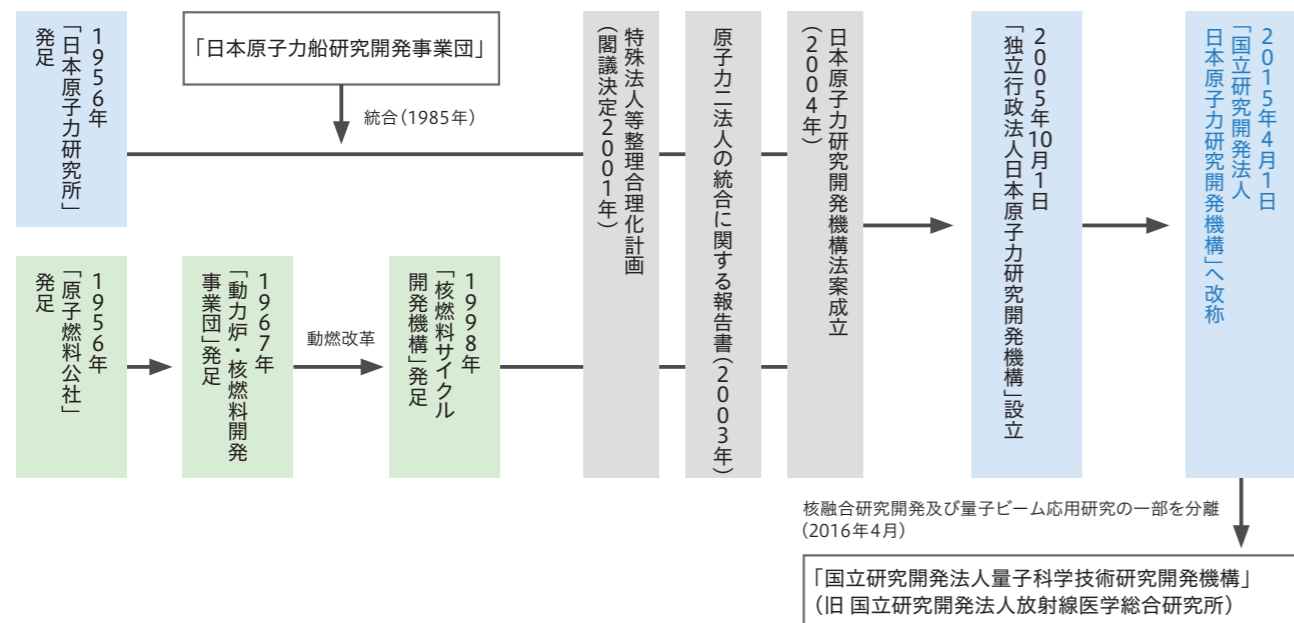 1956年
「日本原子力研究所」
発足
「日本原子力船研究開発事業団」
統合（1985年）
1956年
「原子燃料公社」
発足
1967年
「動力炉・核燃料開発
事業団」発足
動燃改革
1998年
「核燃料サイクル
開発機構」発足
特殊法人等整理合理化計画
（閣議決定2001年）
原子力二法人の統合に関する報告書（2003年）
日本原子力研究開発機構法案成立
（2004年）
2005年10月1日
「独立行政法人日本原子力研究開発機構」設立
2015年4月1日
「国立研究開発法人
日本原子力研究開発機構」へ改称
核融合研究開発及び量子ビーム応用研究の一部を分離
（2016年4月）
「国立研究開発法人量子科学技術研究開発機構」
（旧 国立研究開発法人放射線医学総合研究所）